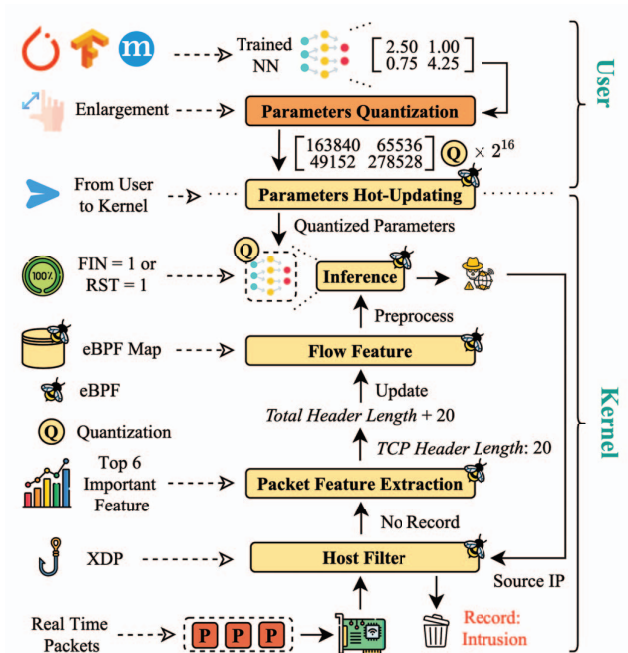 m
Trained
NN
2.50 1.00
0.75 4.25
User
Enlargement
Parameters Quantization
163840 65536
49152 278528
Q × 2^16
From User
to Kernel
Parameters Hot-Updating
Quantized Parameters
Q
FIN = 1 or
RST = 1
100%
Inference
Preprocess
eBPF Map
Flow Feature
eBPF
Update
Total Header Length + 20
Kernel
Q
Quantization
TCP Header Length: 20
Top 6
Important
Feature
Packet Feature Extraction
No Record
XDP
Host Filter
Source IP
Real Time
Packets
P P P
Record:
Intrusion